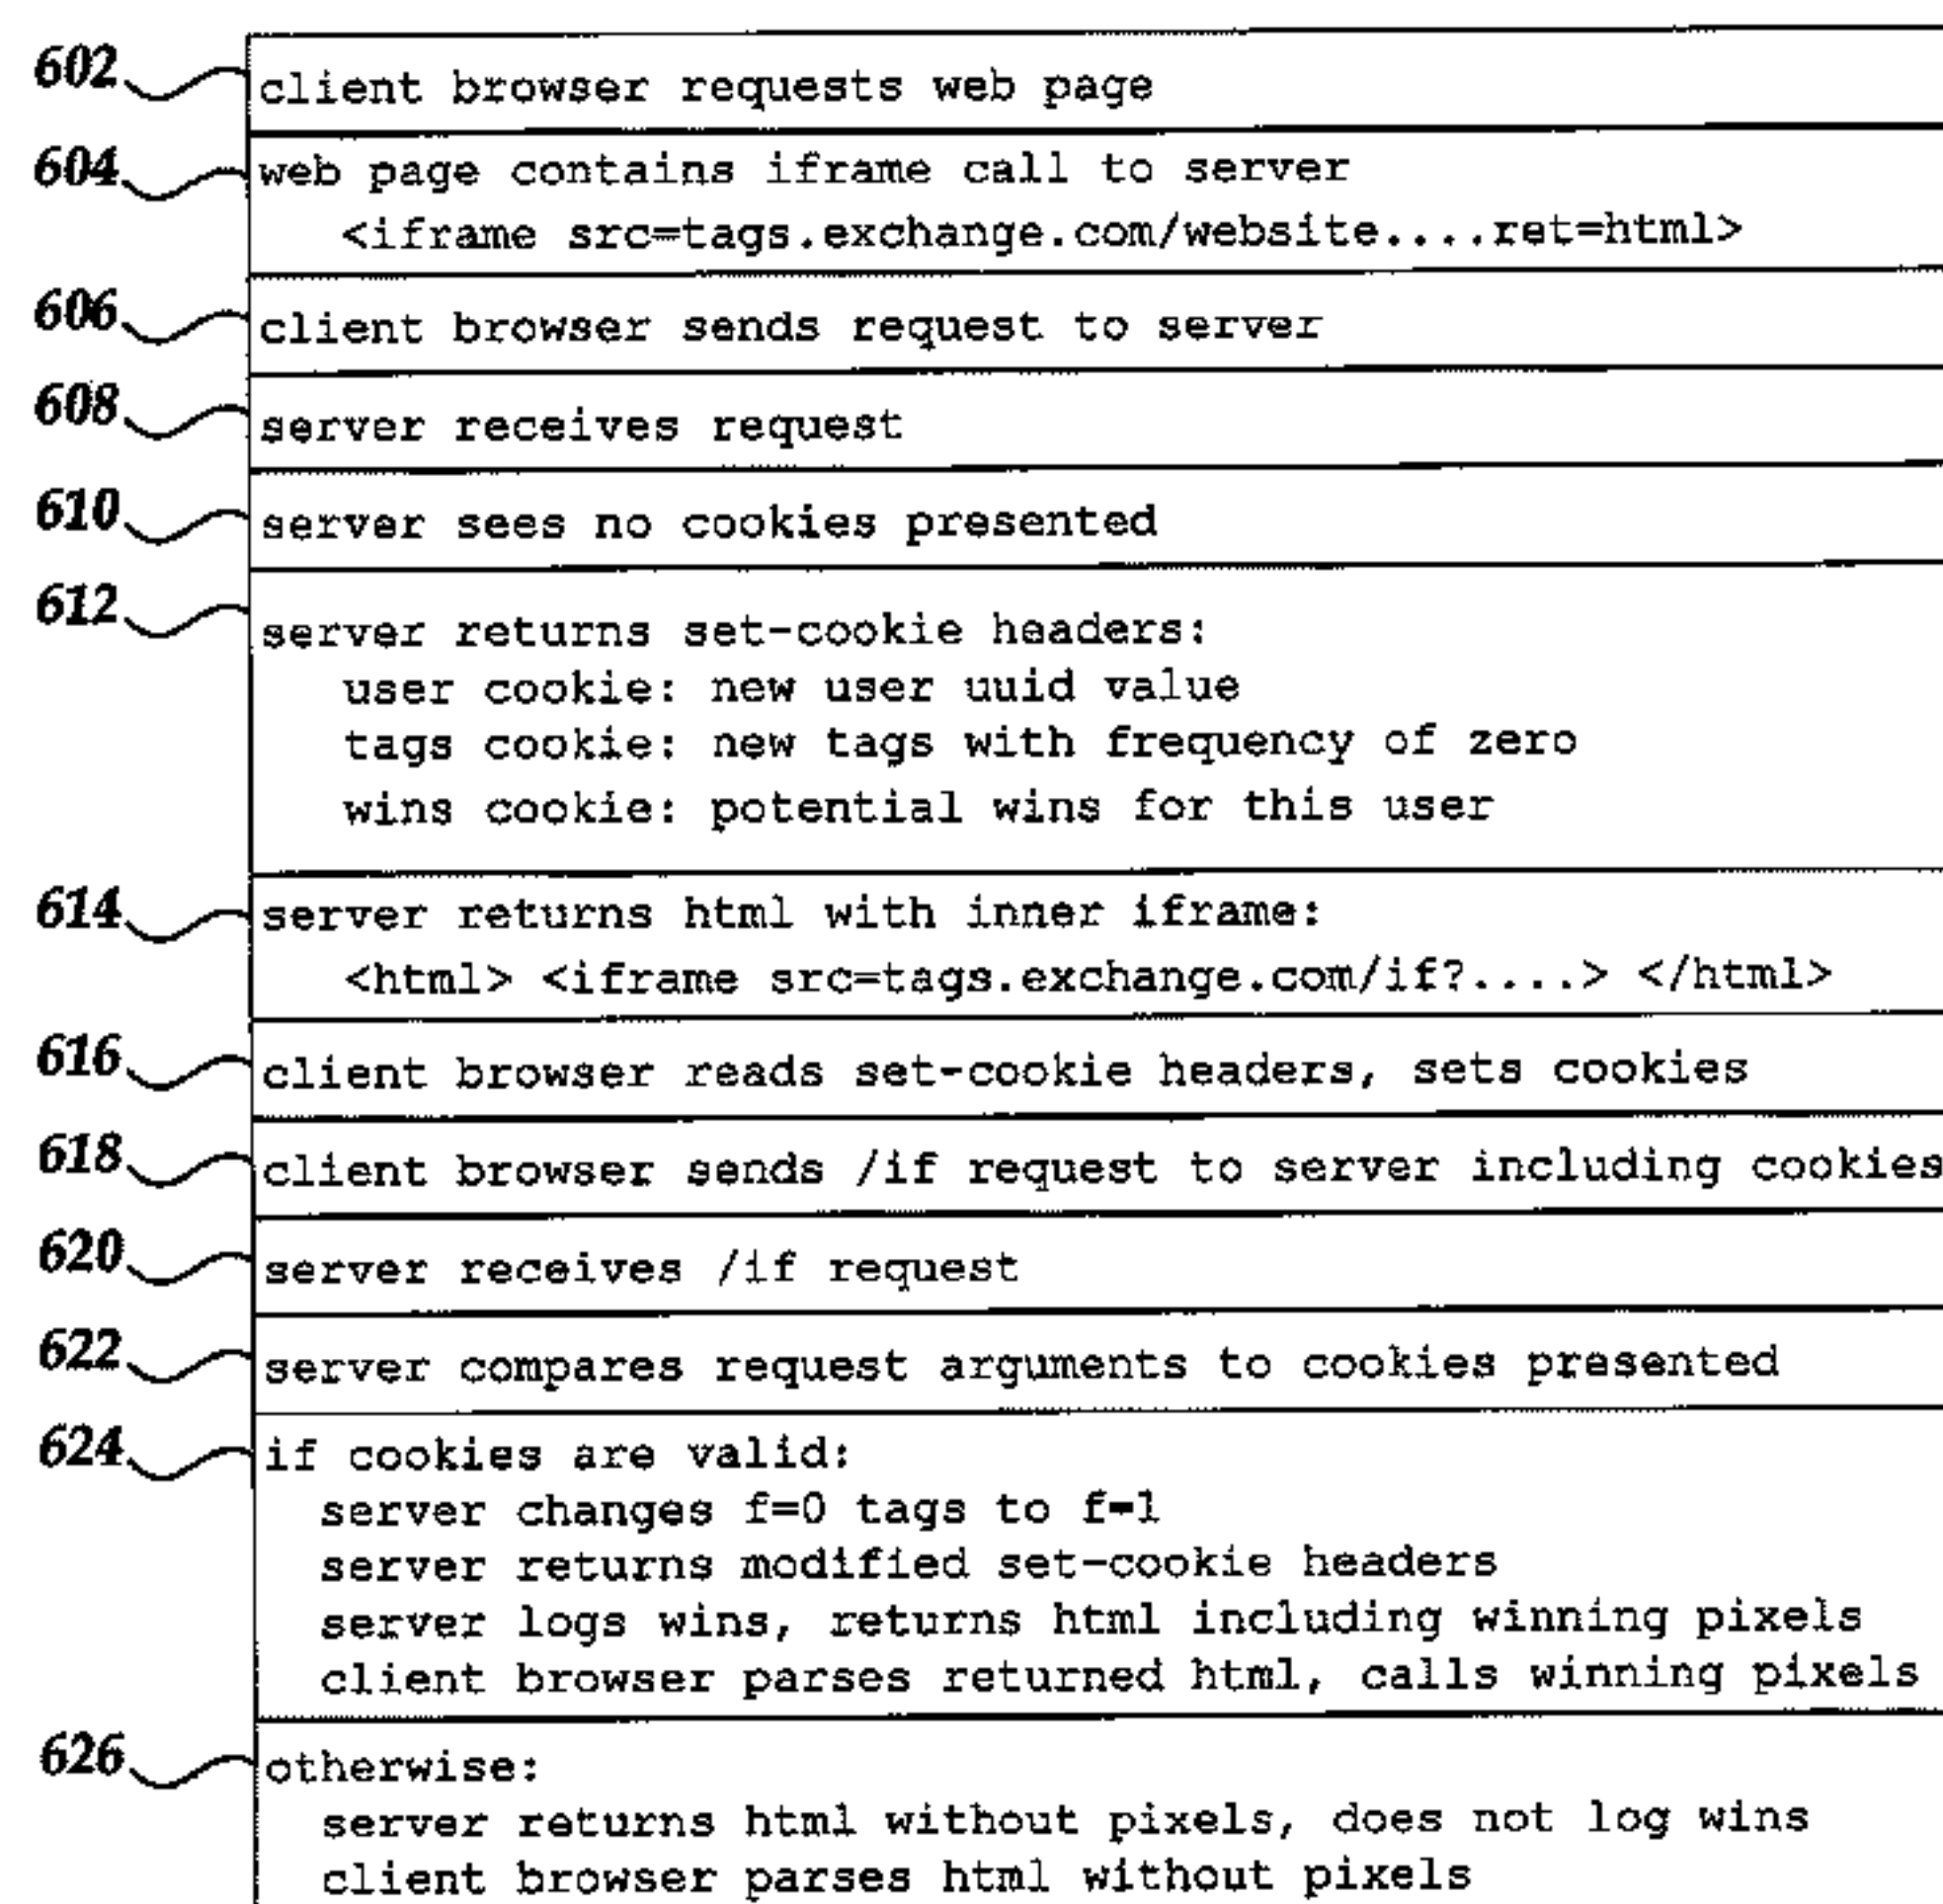 602 client browser requests web page
604 web page contains iframe call to server
<iframe src=tags.exchange.com/website....ret=html>
606 client browser sends request to server
608 server receives request
610 server sees no cookies presented
612 server returns set-cookie headers:
user cookie: new user uuid value
tags cookie: new tags with frequency of zero
wins cookie: potential wins for this user
614 server returns html with inner iframe:
<html> <iframe src=tags.exchange.com/if?....> </html>
616 client browser reads set-cookie headers, sets cookies
618 client browser sends /if request to server including cookies
620 server receives /if request
622 server compares request arguments to cookies presented
624 if cookies are valid:
server changes f=0 tags to f=1
server returns modified set-cookie headers
server logs wins, returns html including winning pixels
client browser parses returned html, calls winning pixels
626 otherwise:
server returns html without pixels, does not log wins
client browser parses html without pixels